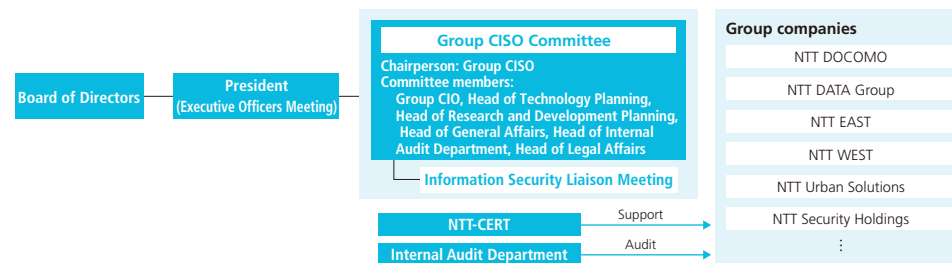 Board of Directors
President
(Executive Officers Meeting)
Group CISO Committee
Chairperson: Group CISO
Committee members:
Group CIO, Head of Technology Planning,
Head of Research and Development Planning,
Head of General Affairs, Head of Internal
Audit Department, Head of Legal Affairs
Information Security Liaison Meeting
NTT-CERT
Support
Internal Audit Department
Audit
Group companies
NTT DOCOMO
NTT DATA Group
NTT EAST
NTT WEST
NTT Urban Solutions
NTT Security Holdings
⋮